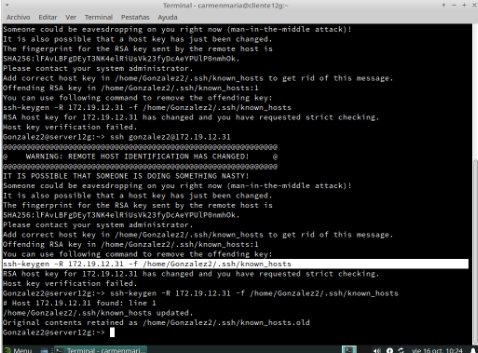 Terminal - carmenmaria@cliente12g:~
Archivo Editar Ver Terminal Pestañas Ayuda
Someone could be eavesdropping on you right now (man-in-the-middle attack)!
It is also possible that a host key has just been changed.
The fingerprint for the RSA key sent by the remote host is
Please contact your system administrator.
Add correct host key in /home/Gonzalez2/.ssh/known_hosts to get rid of this message.
Offending RSA key in /home/Gonzalez2/.ssh/known_hosts:1
You can use following command to remove the offending key:
ssh-keygen -R 172.19.12.31 -f /home/Gonzalez2/.ssh/known_hosts
RSA host key for 172.19.12.31 has changed and you have requested strict checking.
Host key verification failed.
Gonzalez2@server12g:~> ssh gonzalez2@172.19.12.31
@ WARNING: REMOTE HOST IDENTIFICATION HAS CHANGED! @
IT IS POSSIBLE THAT SOMEONE IS DOING SOMETHING NASTY!
Someone could be eavesdropping on you right now (man-in-the-middle attack)!
It is also possible that a host key has just been changed.
The fingerprint for the RSA key sent by the remote host is
Please contact your system administrator.
Add correct host key in /home/Gonzalez2/.ssh/known_hosts to get rid of this message.
Offending RSA key in /home/Gonzalez2/.ssh/known_hosts:1
You can use following command to remove the offending key:
ssh-keygen -R 172.19.12.31 -f /home/Gonzalez2/.ssh/known_hosts
RSA host key for 172.19.12.31 has changed and you have requested strict checking.
Host key verification failed.
Gonzalez2@server12g:~> ssh-keygen -R 172.19.12.31 -f /home/Gonzalez2/.ssh/known_hosts
# Host 172.19.12.31 found: line 1
/home/Gonzalez2/.ssh/known_hosts updated.
Original contents retained as /home/Gonzalez2/.ssh/known_hosts.old
Gonzalez2@server12g:~>
Menu Terminal - carmenmari... vie 16 oct, 10:24